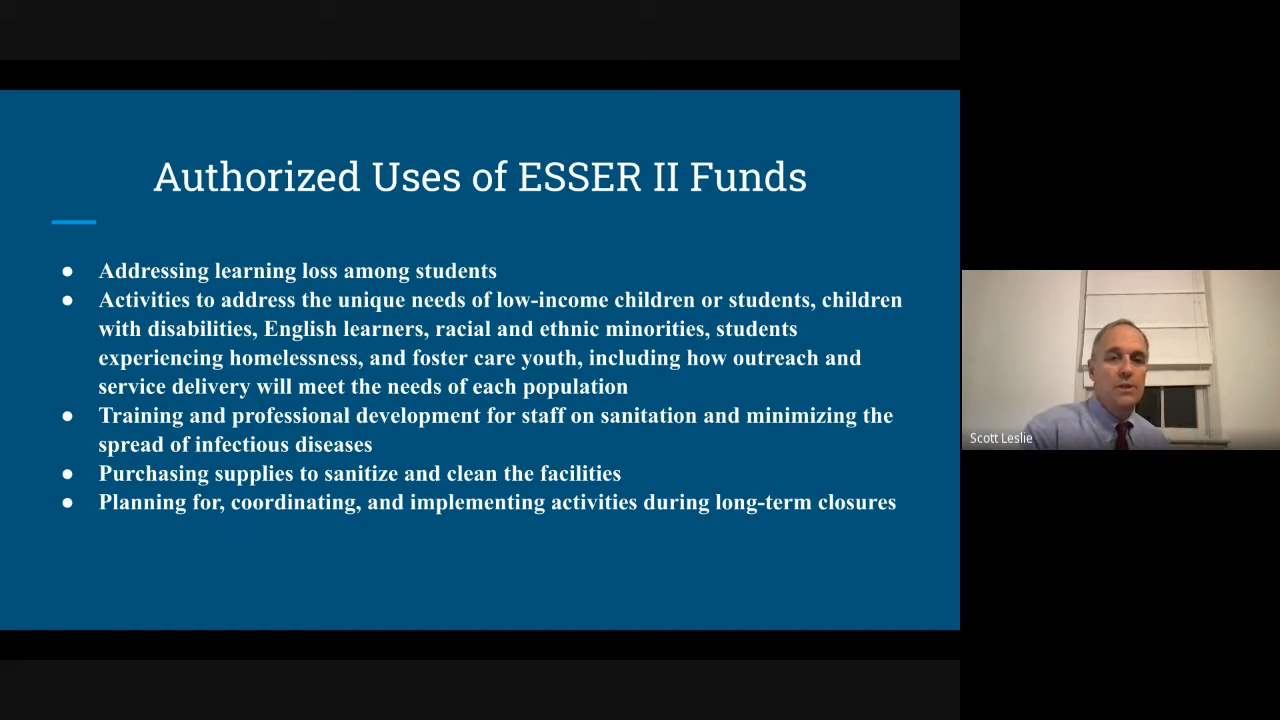 Authorized Uses of ESSER II Funds
● Addressing learning loss among students
● Activities to address the unique needs of low-income children or students, children
with disabilities, English learners, racial and ethnic minorities, students
experiencing homelessness, and foster care youth, including how outreach and
service delivery will meet the needs of each population
● Training and professional development for staff on sanitation and minimizing the
spread of infectious diseases
● Purchasing supplies to sanitize and clean the facilities
● Planning for, coordinating, and implementing activities during long-term closures
Scott Leslie